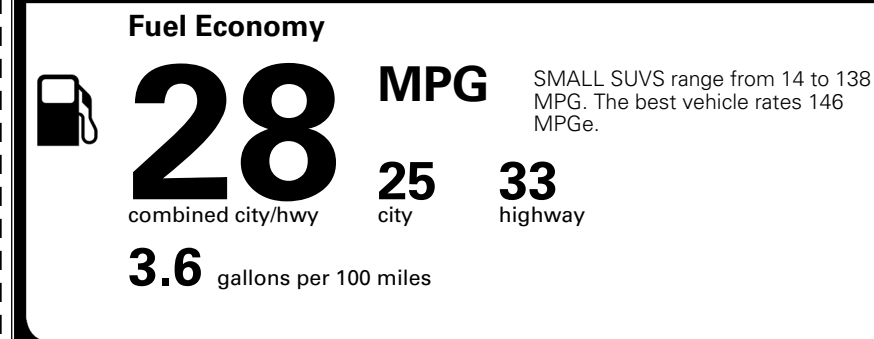 Fuel Economy
28
MPG
SMALL SUVS range from 14 to 138
MPG. The best vehicle rates 146
MPGe.
25
33
combined city/hwy
city
highway
3.6 gallons per 100 miles